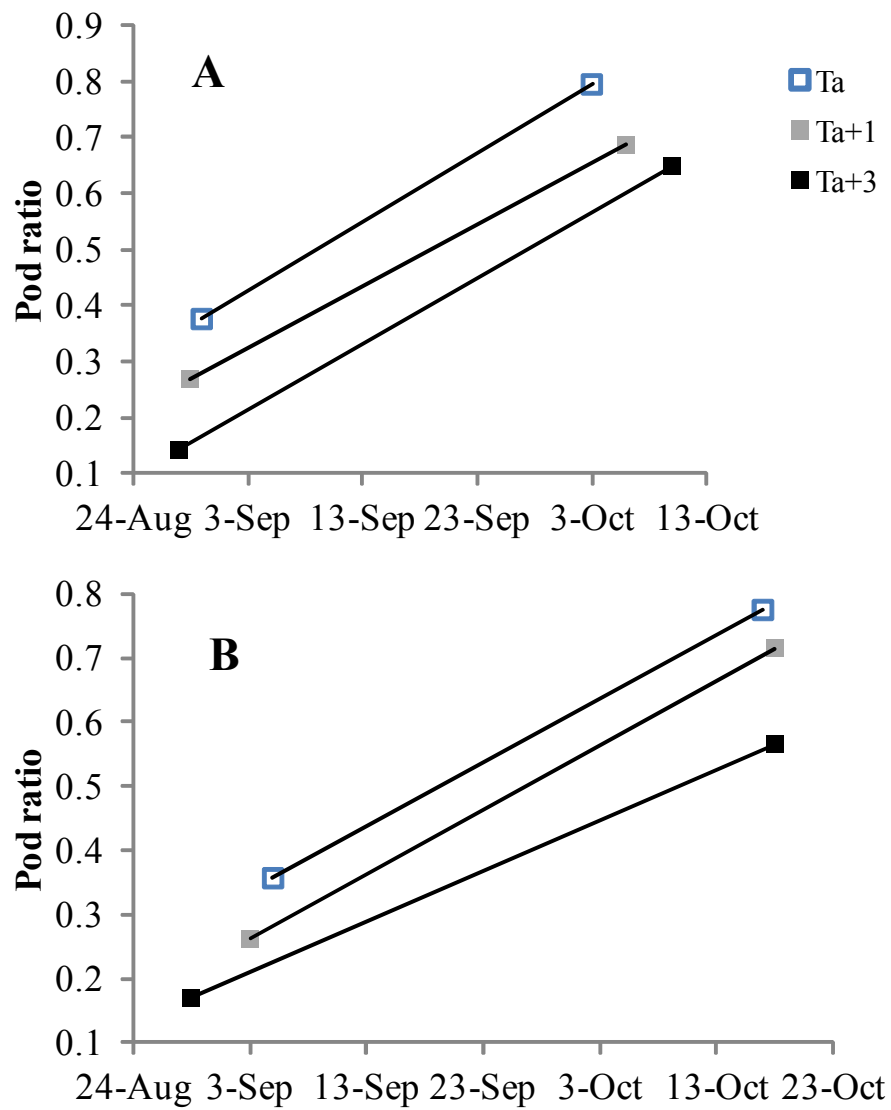 A
Pod ratio
0.9
0.8
0.7
0.6
0.5
0.4
0.3
0.2
0.1
24-Aug 3-Sep 13-Sep 23-Sep 3-Oct 13-Oct
Ta
Ta+1
Ta+3
B
Pod ratio
0.8
0.7
0.6
0.5
0.4
0.3
0.2
0.1
24-Aug 3-Sep 13-Sep 23-Sep 3-Oct 13-Oct 23-Oct